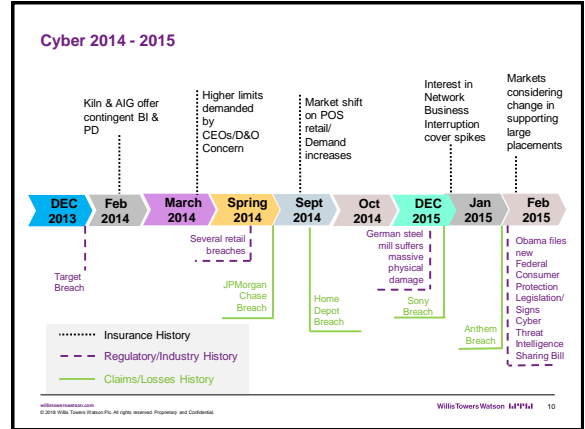 Cyber 2014 - 2015
Kiln & AIG offer
contingent BI &
PD
Higher limits
demanded
by
CEOs/D&O
Concern
Market shift
on POS
retail/
Demand
increases
Interest in
Network
Business
Interruption
cover spikes
Markets
considering
change in
supporting
large
placements
DEC
2013
Feb
2014
March
2014
Spring
2014
Sept
2014
Oct
2014
DEC
2015
Jan
2015
Feb
2015
Target
Breach
Several retail
breaches
JPMorgan
Chase
Breach
Home
Depot
Breach
German steel
mill suffers
massive
physical
damage
Sony
Breach
Anthem
Breach
Obama files
new
Federal
Consumer
Protection
Legislation/
Signs
Cyber
Threat
Intelligence
Sharing Bill
Insurance History
Regulatory/Industry History
Claims/Losses History
willistowerswatson.com
© 2018 Willis Towers Watson Plc. All rights reserved. Proprietary and Confidential.
Willis Towers Watson
10